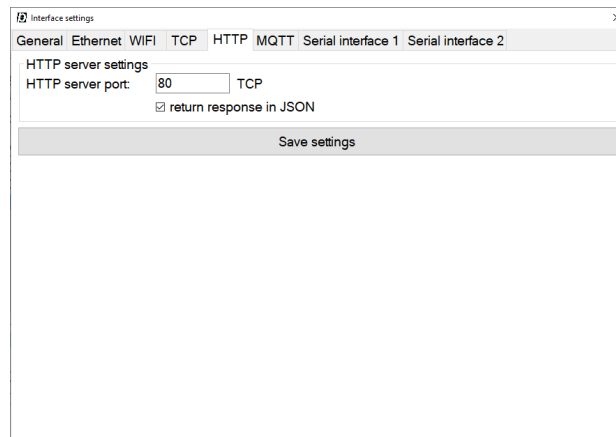 Interface settings
General Ethernet WIFI TCP HTTP MQTT Serial interface 1 Serial interface 2
HTTP server settings
HTTP server port: 80 TCP
return response in JSON
Save settings